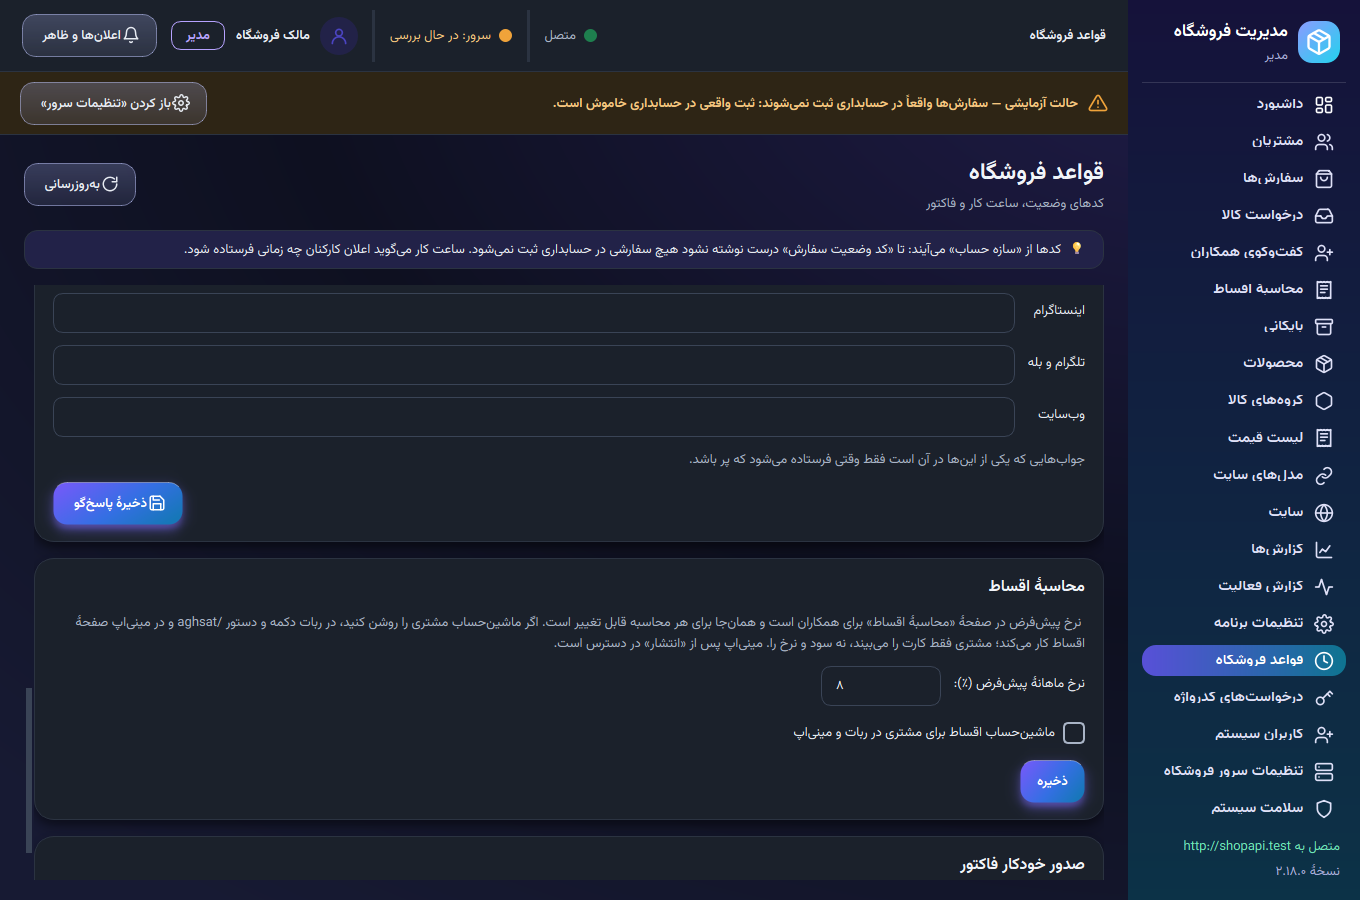 مدیریت فروشگاه
مدیر
داشبورد
مشتریان
سفارش‌ها
درخواست کالا
گفت‌وگوی همکاران
محاسبهٔ اقساط
بایگانی
محصولات
گروه‌های کالا
لیست قیمت
مدل‌های سایت
سایت
گزارش‌ها
گزارش فعالیت
تنظیمات برنامه
قواعد فروشگاه
درخواست‌های گذرواژه
کاربران سیستم
تنظیمات سرور فروشگاه
سلامت سیستم
متصل به http://shopapi.test
نسخهٔ ۲.۱۸.۰
قواعد فروشگاه
متصل
سرور: در حال بررسی
مالک فروشگاه
مدیر
اعلان‌ها و ظاهر
حالت آزمایشی — سفارش‌ها واقعاً در حسابداری ثبت نمی‌شوند: ثبت واقعی در حسابداری خاموش است.
باز کردن «تنظیمات سرور»
قواعد فروشگاه
کدهای وضعیت، ساعت کار و فاکتور
به‌روزرسانی
کدها از «سازه حساب» می‌آیند: تا «کد وضعیت سفارش» درست نوشته نشود هیچ سفارشی در حسابداری ثبت نمی‌شود. ساعت کار می‌گوید اعلان کارکنان چه زمانی فرستاده شود.
اینستاگرام
تلگرام و بله
وب‌سایت
جواب‌هایی که یکی از این‌ها در آن است فقط وقتی فرستاده می‌شود که پر باشد.
ذخیرهٔ پاسخ‌گو
محاسبهٔ اقساط
نرخ پیش‌فرض در صفحهٔ «محاسبهٔ اقساط» برای همکاران است و همان‌جا برای هر محاسبه قابل تغییر است. اگر ماشین‌حساب مشتری را روشن کنید، در ربات دکمه و دستور /aghsat و در مینی‌اپ صفحهٔ
اقساط کار می‌کند؛ مشتری فقط کارت را می‌بیند، نه سود و نرخ را. مینی‌اپ پس از «انتشار» در دسترس است.
نرخ ماهانهٔ پیش‌فرض (٪):
۸
ماشین‌حساب اقساط برای مشتری در ربات و مینی‌اپ
ذخیره
صدور خودکار فاکتور